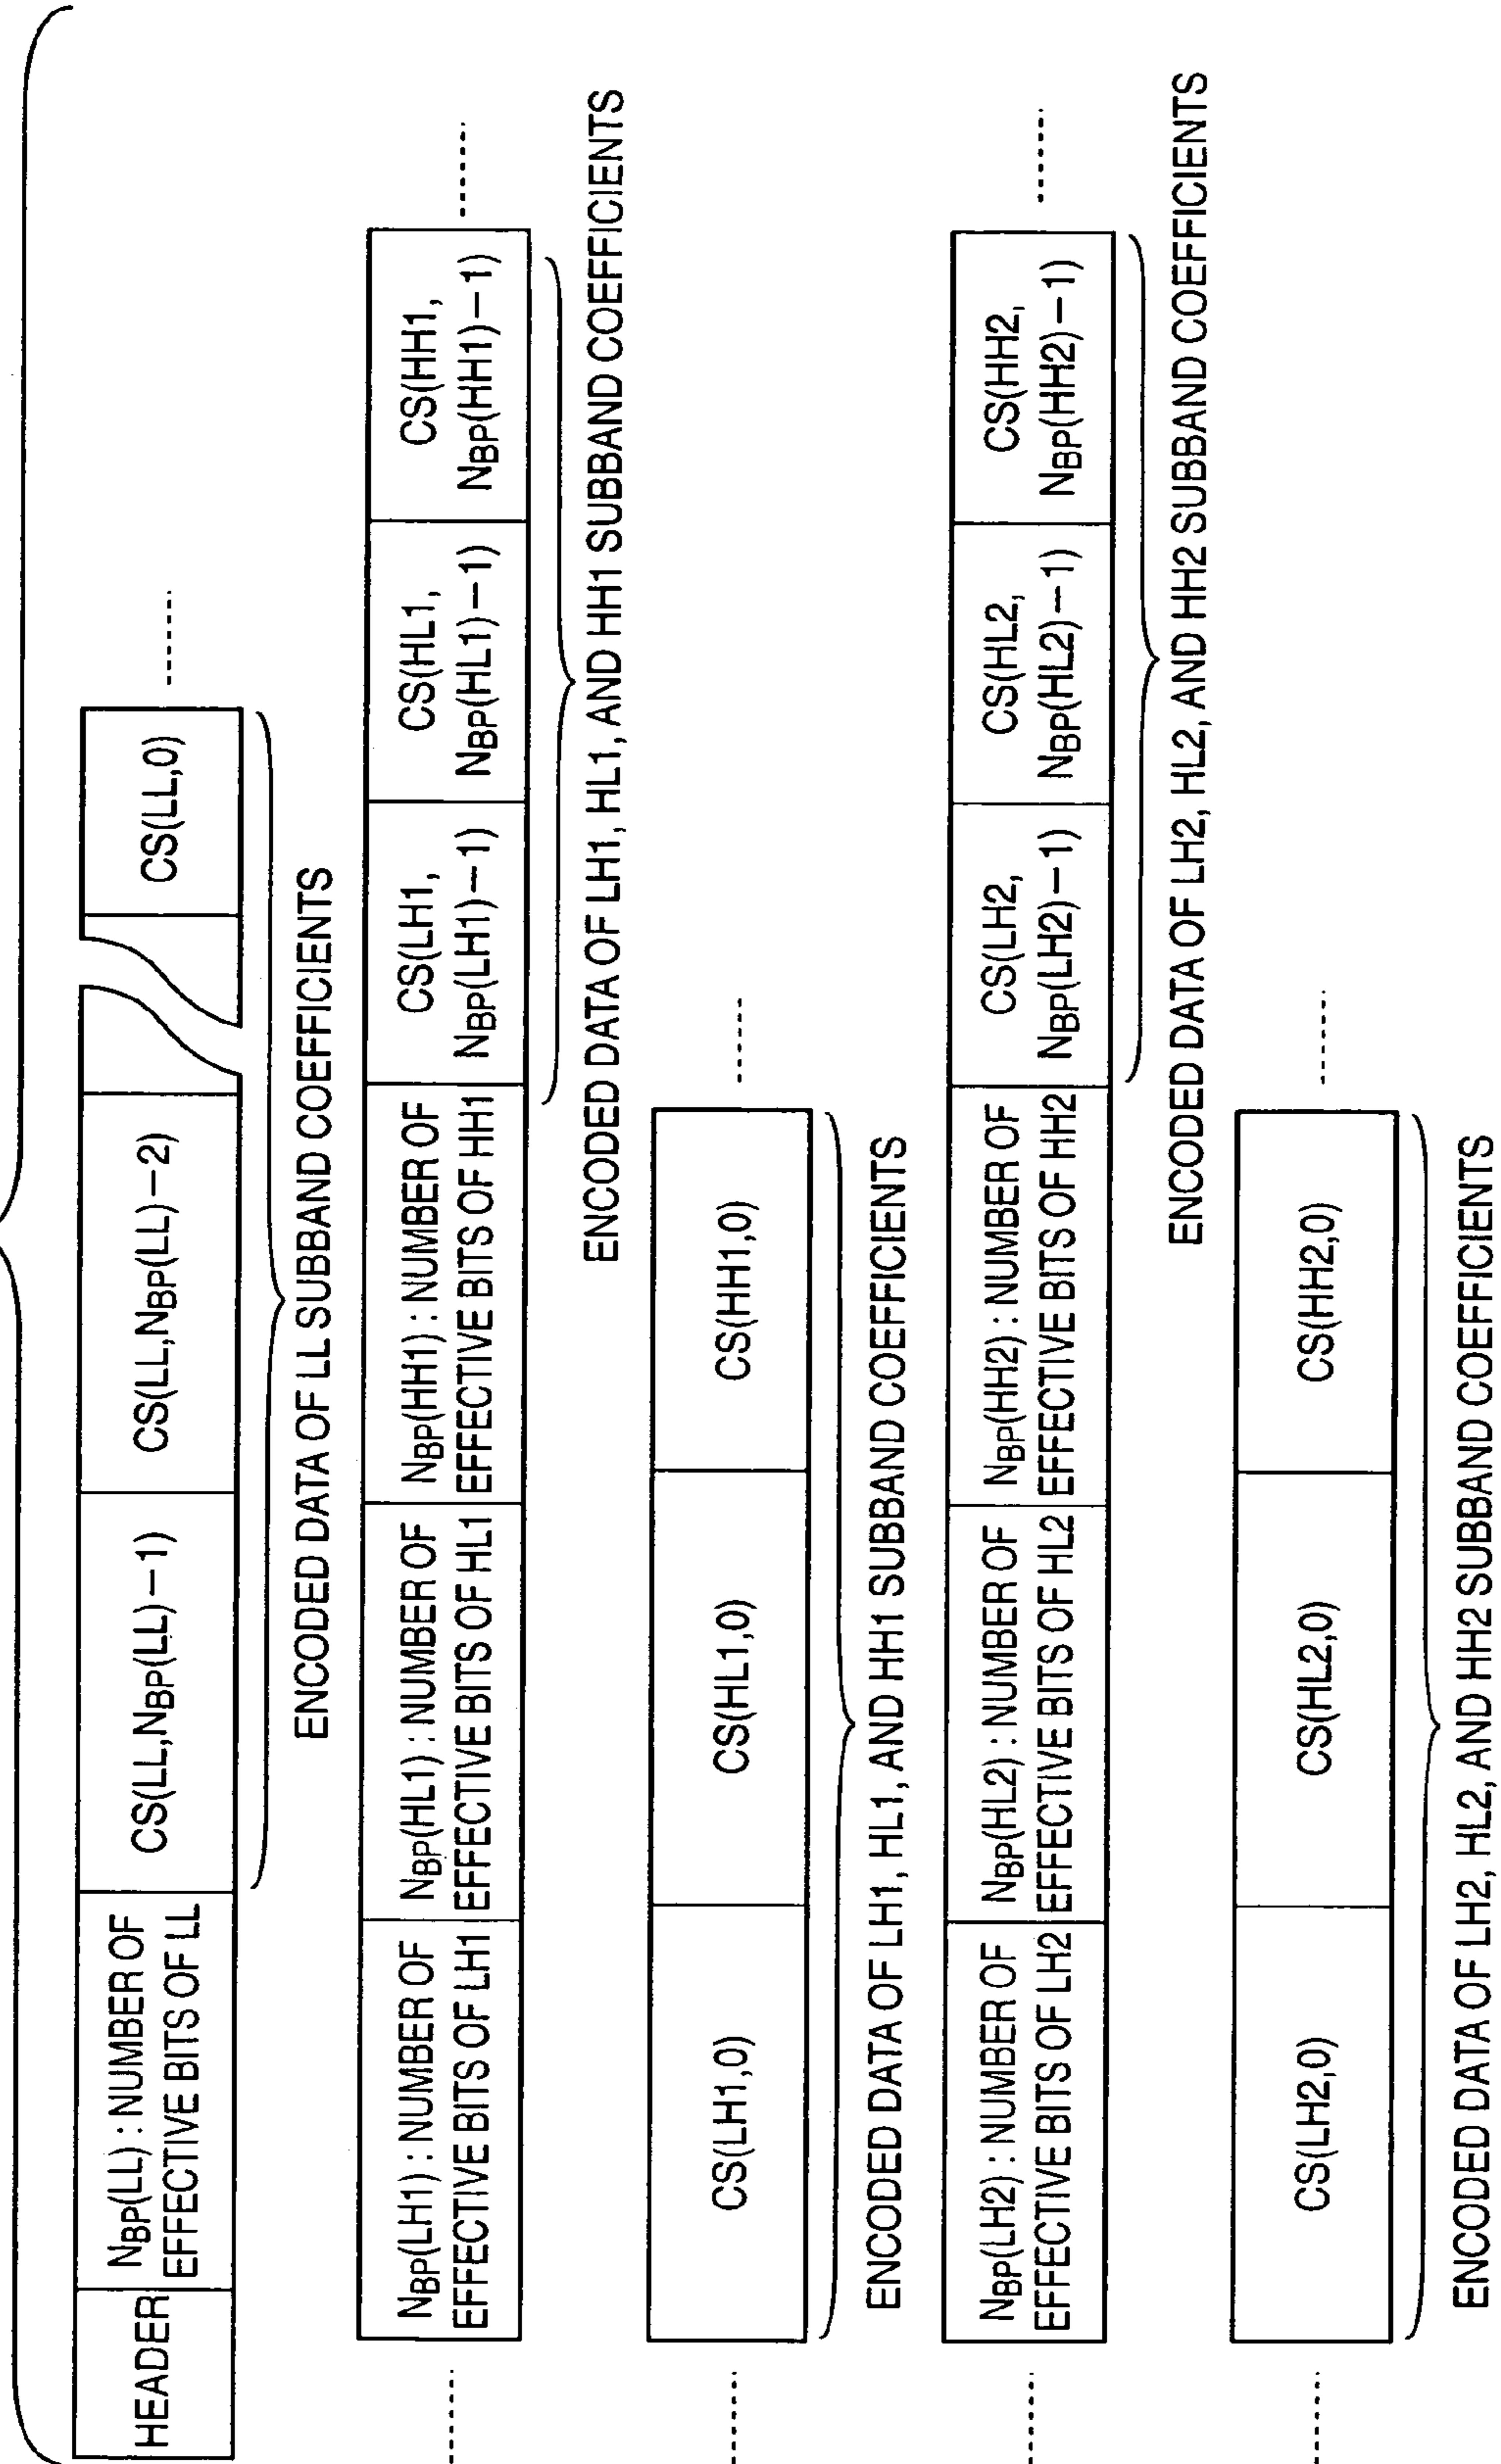 HEADER
NBP(LL) : NUMBER OF
EFFECTIVE BITS OF LL
CS(LL,NBP(LL)−1)
CS(LL,NBP(LL)−2)
CS(LL,0)
ENCODED DATA OF LL SUBBAND COEFFICIENTS
NBP(LH1) : NUMBER OF
EFFECTIVE BITS OF LH1
NBP(HL1) : NUMBER OF
EFFECTIVE BITS OF HL1
NBP(HH1) : NUMBER OF
EFFECTIVE BITS OF HH1
CS(LH1,
NBP(LH1)−1)
CS(HL1,
NBP(HL1)−1)
CS(HH1,
NBP(HH1)−1)
ENCODED DATA OF LH1, HL1, AND HH1 SUBBAND COEFFICIENTS
CS(LH1,0)
CS(HL1,0)
CS(HH1,0)
ENCODED DATA OF LH1, HL1, AND HH1 SUBBAND COEFFICIENTS
NBP(LH2) : NUMBER OF
EFFECTIVE BITS OF LH2
NBP(HL2) : NUMBER OF
EFFECTIVE BITS OF HL2
NBP(HH2) : NUMBER OF
EFFECTIVE BITS OF HH2
CS(LH2,
NBP(LH2)−1)
CS(HL2,
NBP(HL2)−1)
CS(HH2,
NBP(HH2)−1)
ENCODED DATA OF LH2, HL2, AND HH2 SUBBAND COEFFICIENTS
CS(LH2,0)
CS(HL2,0)
CS(HH2,0)
ENCODED DATA OF LH2, HL2, AND HH2 SUBBAND COEFFICIENTS